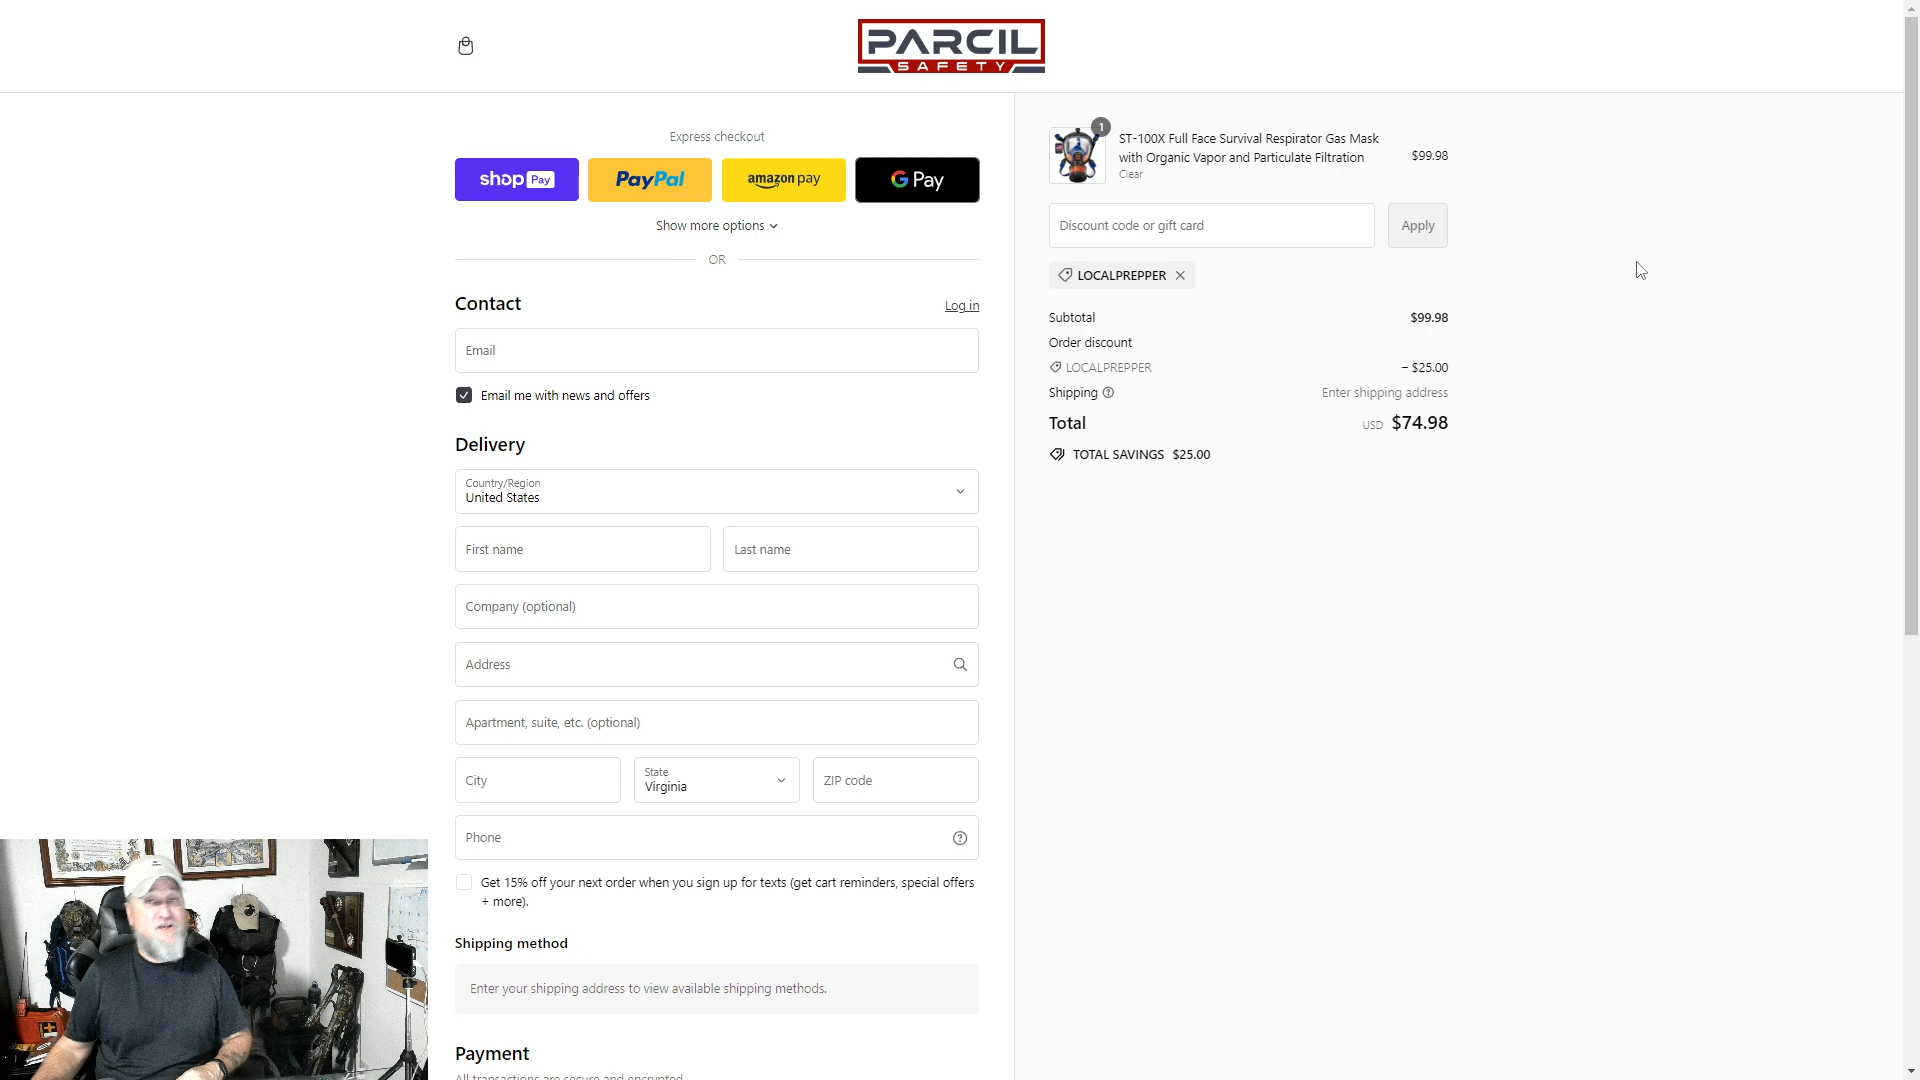 PARCIL
SAFETY
Express checkout
shop Pay
PayPal
amazon pay
G Pay
Show more options
OR
Contact
Log in
Email
Email me with news and offers
Delivery
Country/Region
United States
First name
Last name
Company (optional)
Address
Apartment, suite, etc. (optional)
City
State
Virginia
ZIP code
Phone
Get 15% off your next order when you sign up for texts (get cart reminders, special offers
+ more).
Shipping method
Enter your shipping address to view available shipping methods.
Payment
All transactions are secure and encrypted.
1
ST-100X Full Face Survival Respirator Gas Mask
with Organic Vapor and Particulate Filtration
Clear
$99.98
Discount code or gift card
Apply
LOCALPREPPER
Subtotal
$99.98
Order discount
LOCALPREPPER
− $25.00
Shipping
Enter shipping address
Total
USD $74.98
TOTAL SAVINGS $25.00